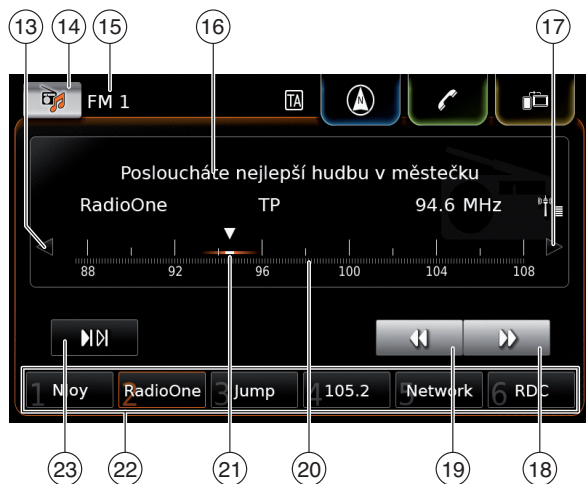 13 14 15 16 17
FM 1 TA N
Posloucháte nejlepší hudbu v městečku
RadioOne TP 94.6 MHz
88 92 96 100 104 108
1 NJoy 2 RadioOne 3 Jump 4 105.2 5 Network 6 RDC
23 22 21 20 19 18